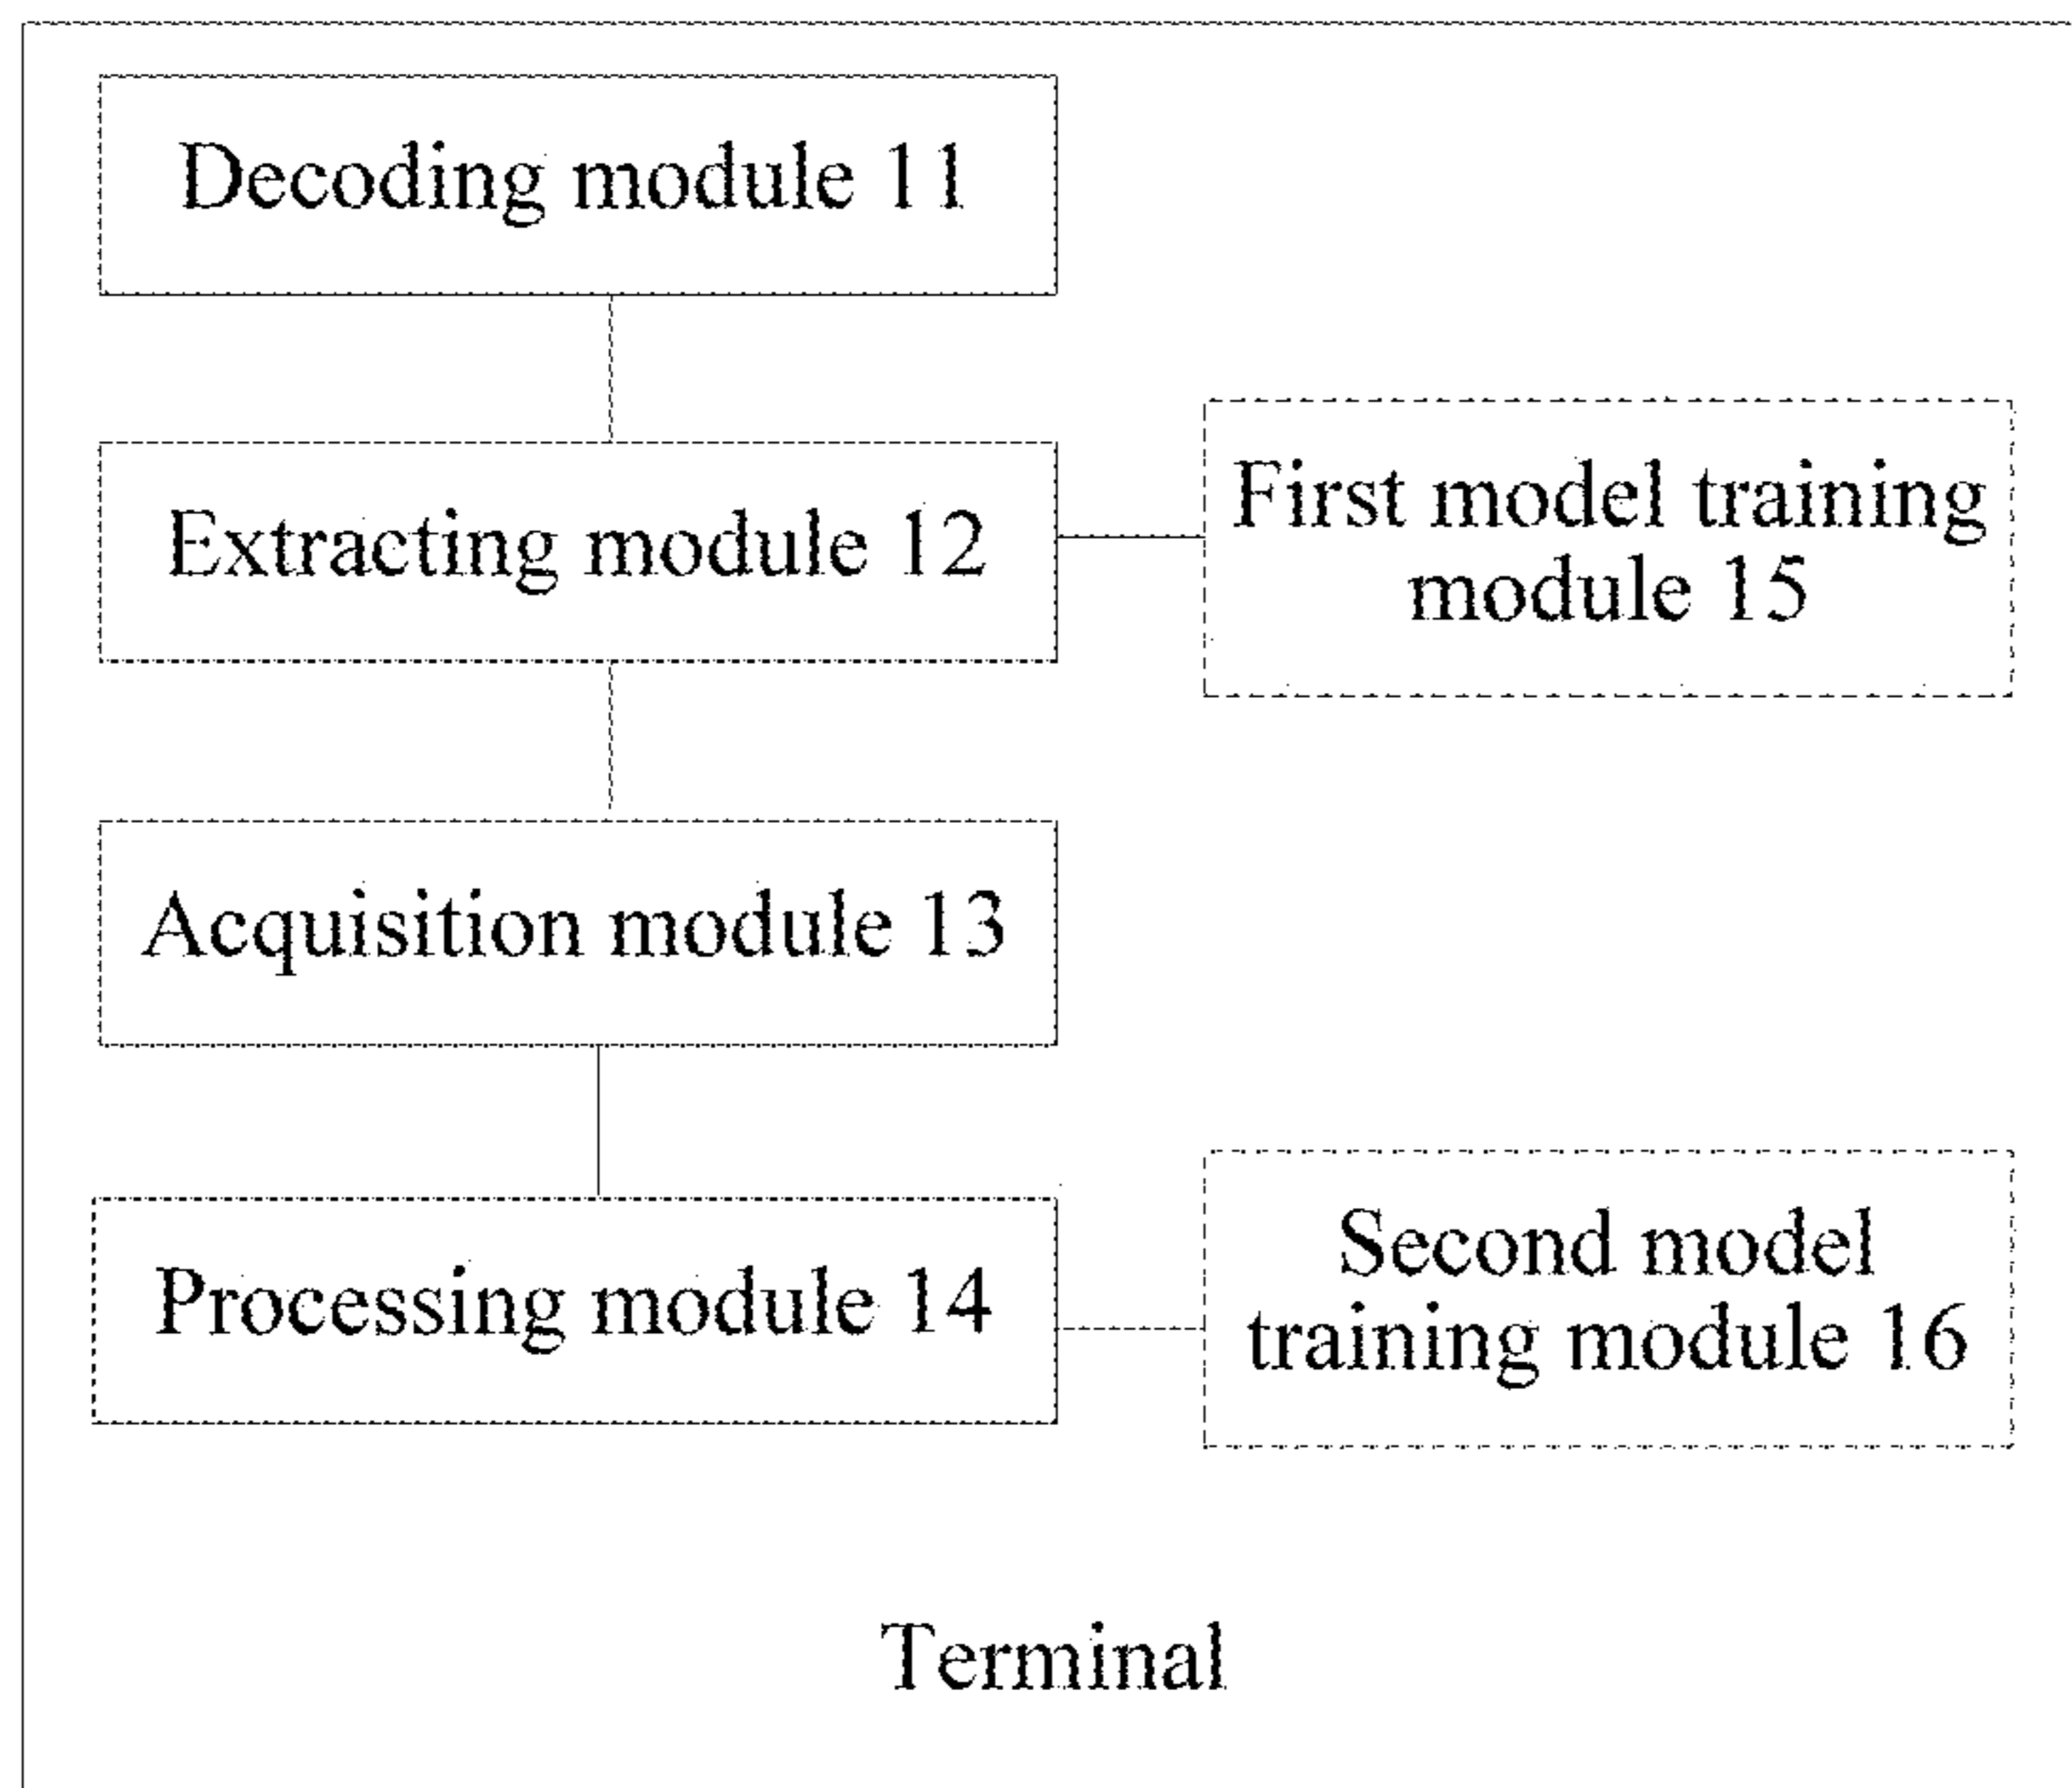 Decoding module 11
Extracting module 12
First model training
module 15
Acquisition module 13
Processing module 14
Second model
training module 16
Terminal